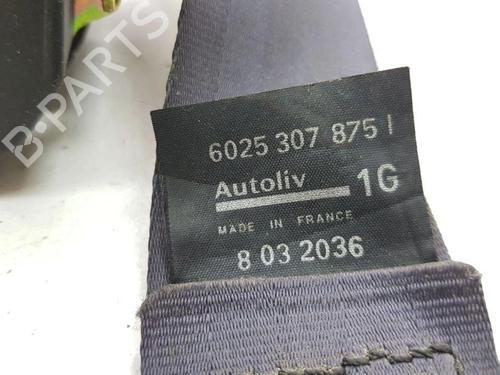 6025 307 875 I
Autoliv 1G
MADE IN FRANCE
8 03 2036
B-PARTS